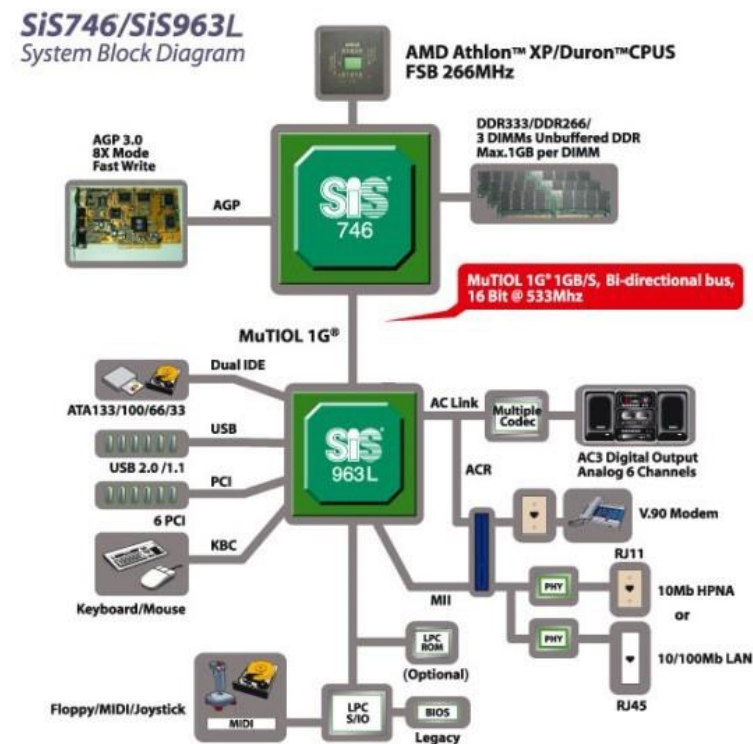 SiS746/SiS963L
System Block Diagram
AMD Athlon™ XP/Duron™CPUS
FSB 266MHz
AGP 3.0
8X Mode
Fast Write
DDR333/DDR266/
3 DIMMs Unbuffered DDR
Max.1GB per DIMM
AGP
SiS
746
MuTIOL 1G® 1GB/S, Bi-directional bus,
16 Bit @ 533Mhz
MuTIOL 1G®
Dual IDE
ATA133/100/66/33
USB
USB 2.0 /1.1
PCI
6 PCI
KBC
Keyboard/Mouse
SiS
963L
AC Link
Multiple
Codec
AC3 Digital Output
Analog 6 Channels
ACR
V.90 Modem
RJ11
MII
PHY
10Mb HPNA
or
PHY
10/100Mb LAN
RJ45
LPC
ROM
(Optional)
Floppy/MIDI/Joystick
MIDI
LPC
S/IO
BIOS
Legacy